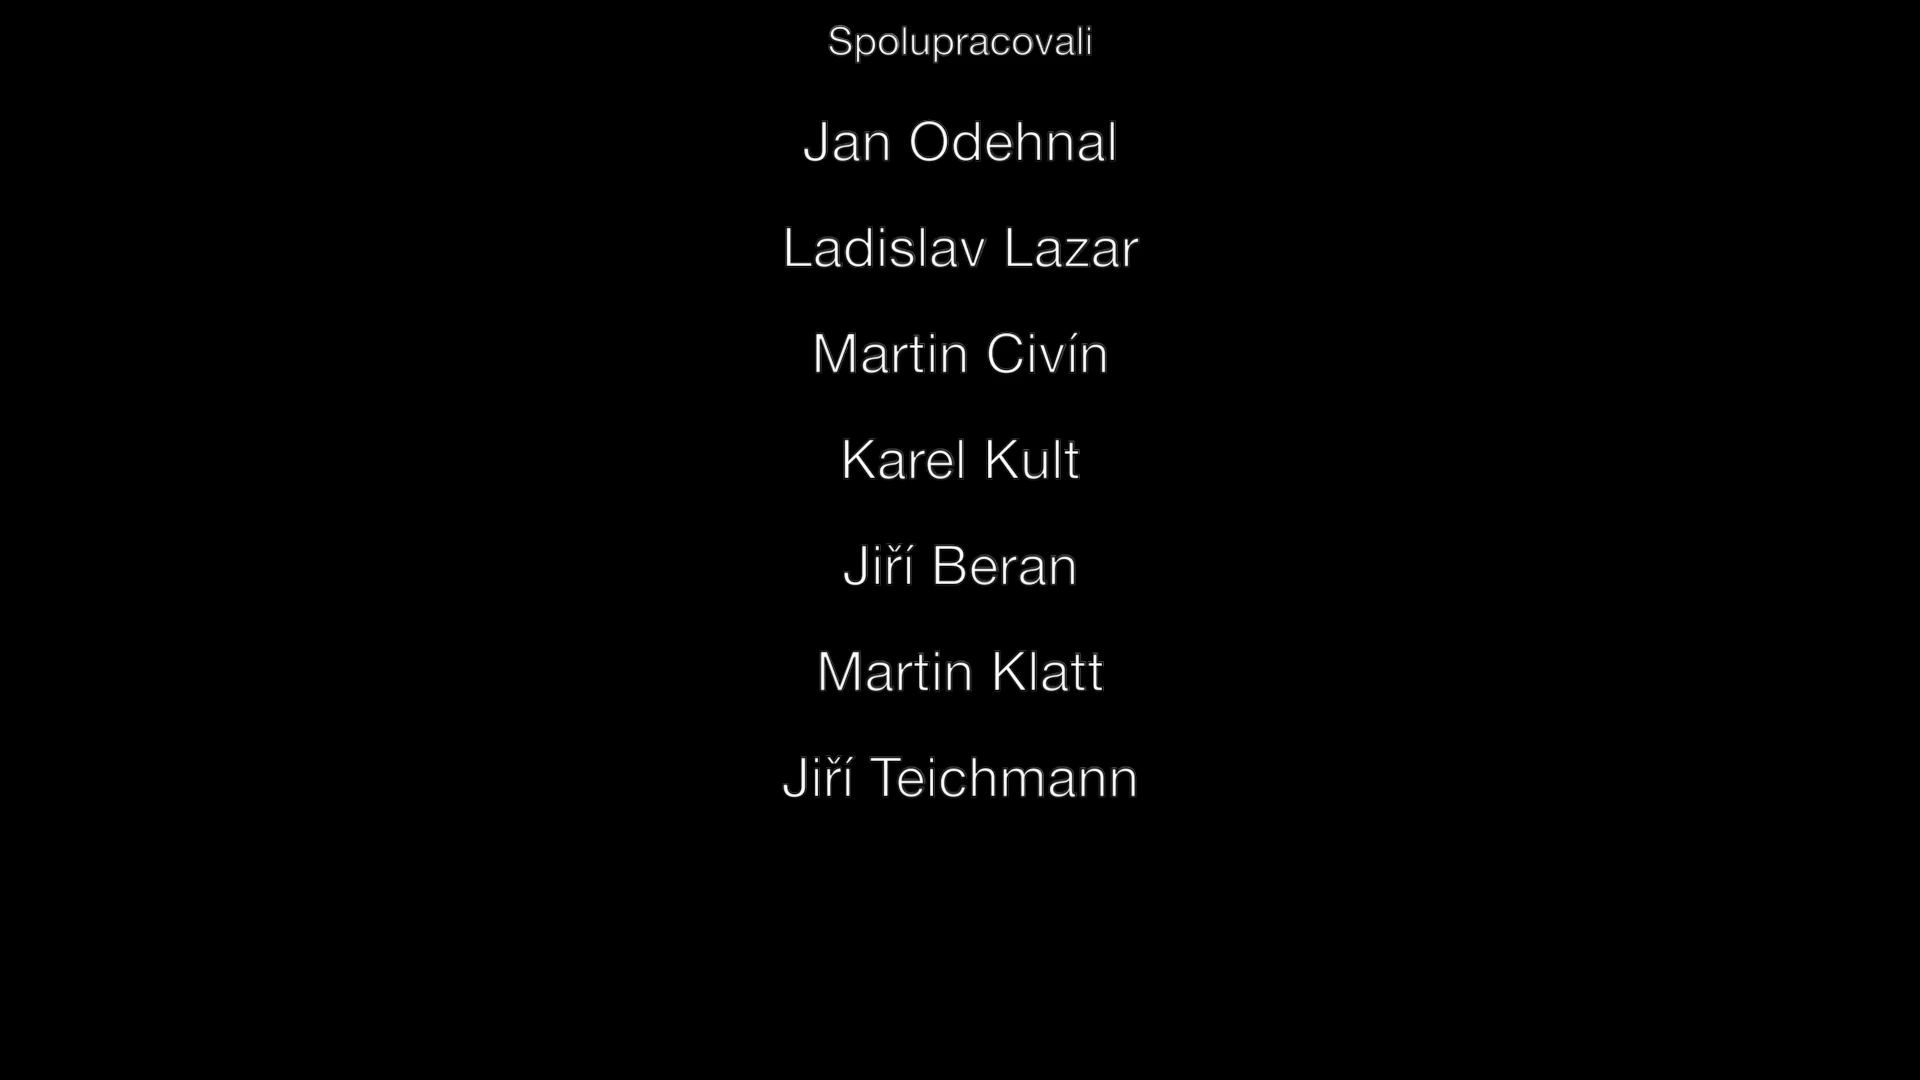 Spolupracovali
Jan Odehnal
Ladislav Lazar
Martin Civín
Karel Kult
Jiří Beran
Martin Klatt
Jiří Teichmann